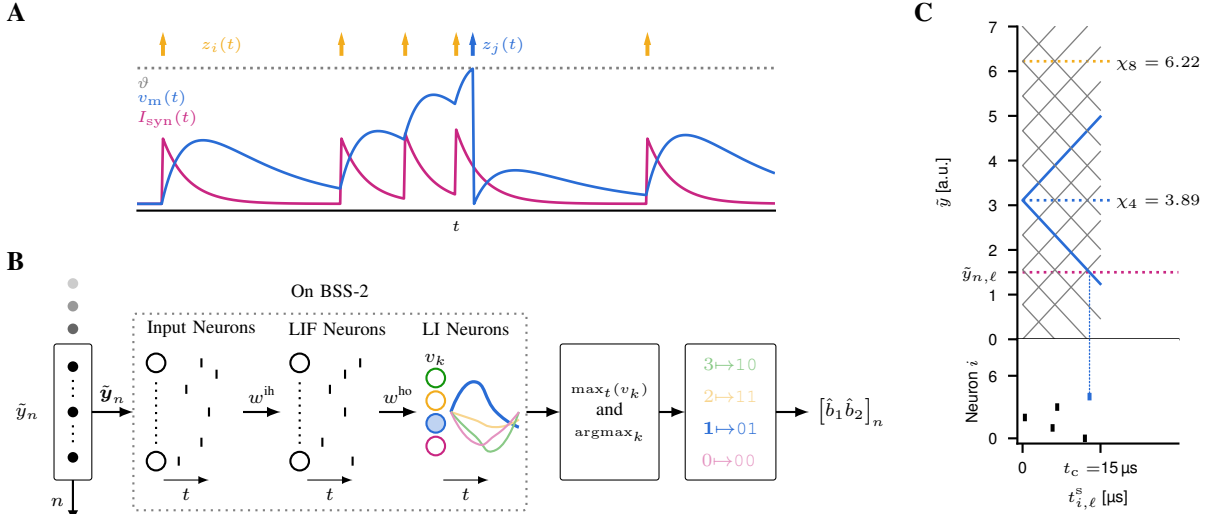 A
z_i(t)
z_j(t)
ϑ
v_m(t)
I_syn(t)
t
B
On BSS-2
Input Neurons
LIF Neurons
LI Neurons
v_k
ỹ_n
ỹ_n
w^ih
w^ho
t
t
t
n
max_t(v_k)
and
argmax_k
3↦10
2↦11
1↦01
0↦00
[b̂_1 b̂_2]_n
C
7
6
5
4
3
2
1
0
ỹ [a.u.]
χ_8 = 6.22
χ_4 = 3.89
ỹ_{n,ℓ}
Neuron i
6
0
0
t_c = 15 µs
t^s_{i,ℓ} [µs]